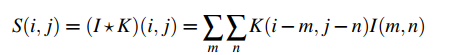 S(i, j) = (I ⋆ K)(i, j) = ∑∑K(i − m, j − n)I(m, n)
m n